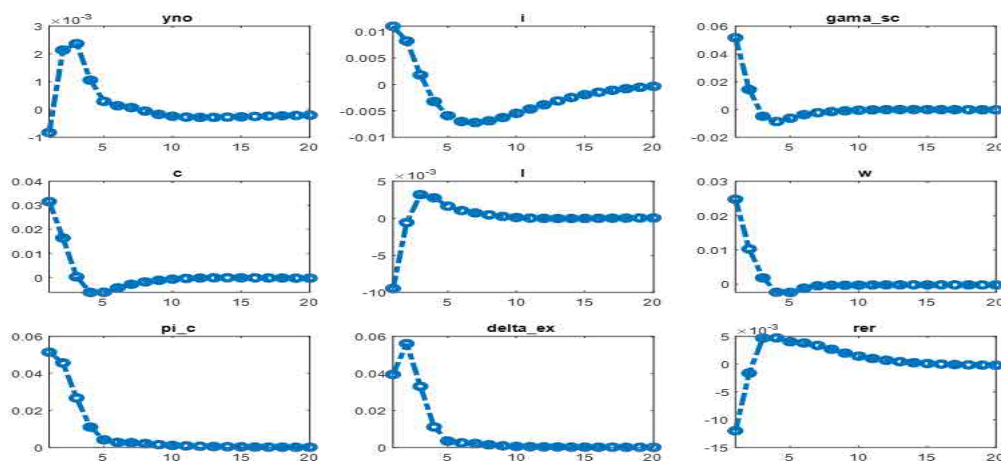 yno i gama_sc
3 ×10⁻³ 0.01 0.06
2 0.005 0.04
1 0 0.02
0 -0.005 0
-1 -0.01 -0.02
5 10 15 20 5 10 15 20 5 10 15 20
c l w
0.04 5 ×10⁻³ 0.03
0.03 0 0.02
0.02 -5 0.01
0.01 -10 0
0
5 10 15 20 5 10 15 20 5 10 15 20
pi_c delta_ex rer
0.06 0.06 5 ×10⁻³
0.04 0.04 0
0.02 0.02 -5
0 0 -10
-15
5 10 15 20 5 10 15 20 5 10 15 20